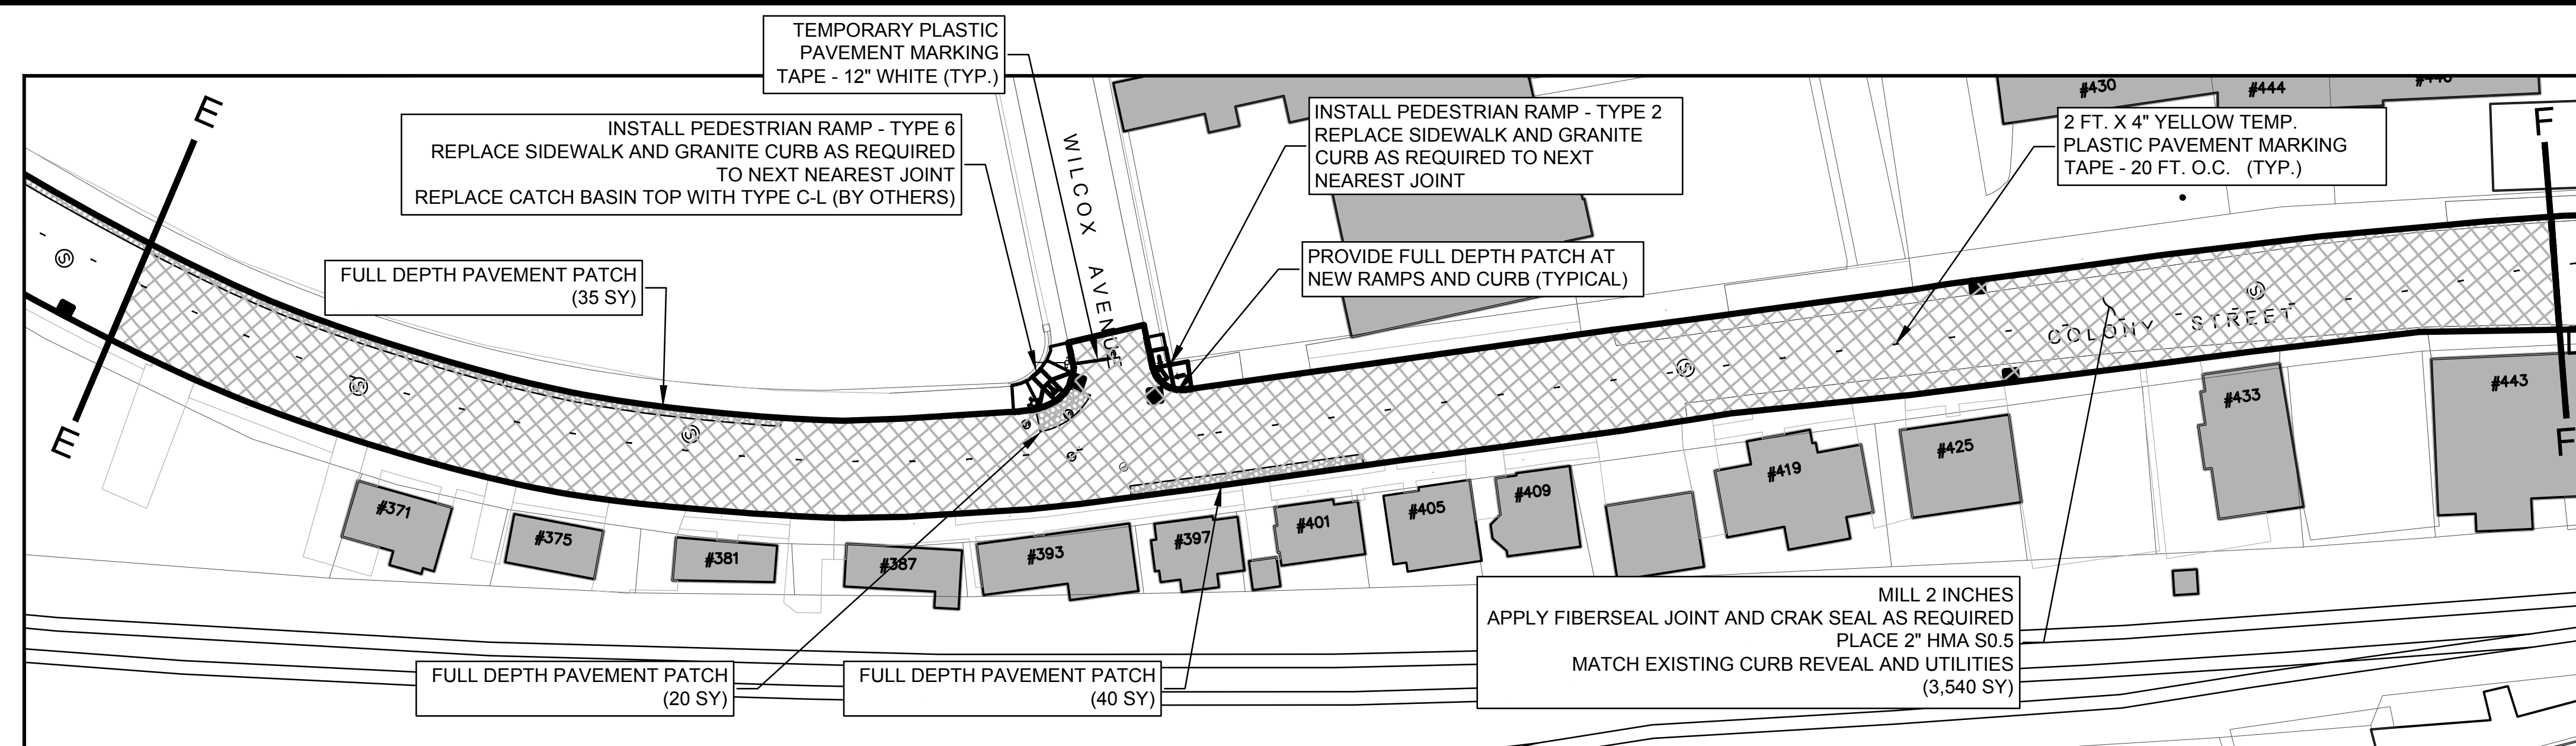 TEMPORARY PLASTIC
PAVEMENT MARKING
TAPE - 12" WHITE (TYP.)
INSTALL PEDESTRIAN RAMP - TYPE 6
REPLACE SIDEWALK AND GRANITE CURB AS REQUIRED
TO NEXT NEAREST JOINT
REPLACE CATCH BASIN TOP WITH TYPE C-L (BY OTHERS)
INSTALL PEDESTRIAN RAMP - TYPE 2
REPLACE SIDEWALK AND GRANITE
CURB AS REQUIRED TO NEXT
NEAREST JOINT
2 FT. X 4" YELLOW TEMP.
PLASTIC PAVEMENT MARKING
TAPE - 20 FT. O.C. (TYP.)
#430
#444
E
F
WILCOX AVENUE
FULL DEPTH PAVEMENT PATCH
(35 SY)
PROVIDE FULL DEPTH PATCH AT
NEW RAMPS AND CURB (TYPICAL)
S
S
S
S
S
COLONY STREET
E
F
#371
#375
#381
#387
#393
#397
#401
#405
#409
#419
#425
#433
#443
FULL DEPTH PAVEMENT PATCH
(20 SY)
FULL DEPTH PAVEMENT PATCH
(40 SY)
MILL 2 INCHES
APPLY FIBERSEAL JOINT AND CRAK SEAL AS REQUIRED
PLACE 2" HMA S0.5
MATCH EXISTING CURB REVEAL AND UTILITIES
(3,540 SY)